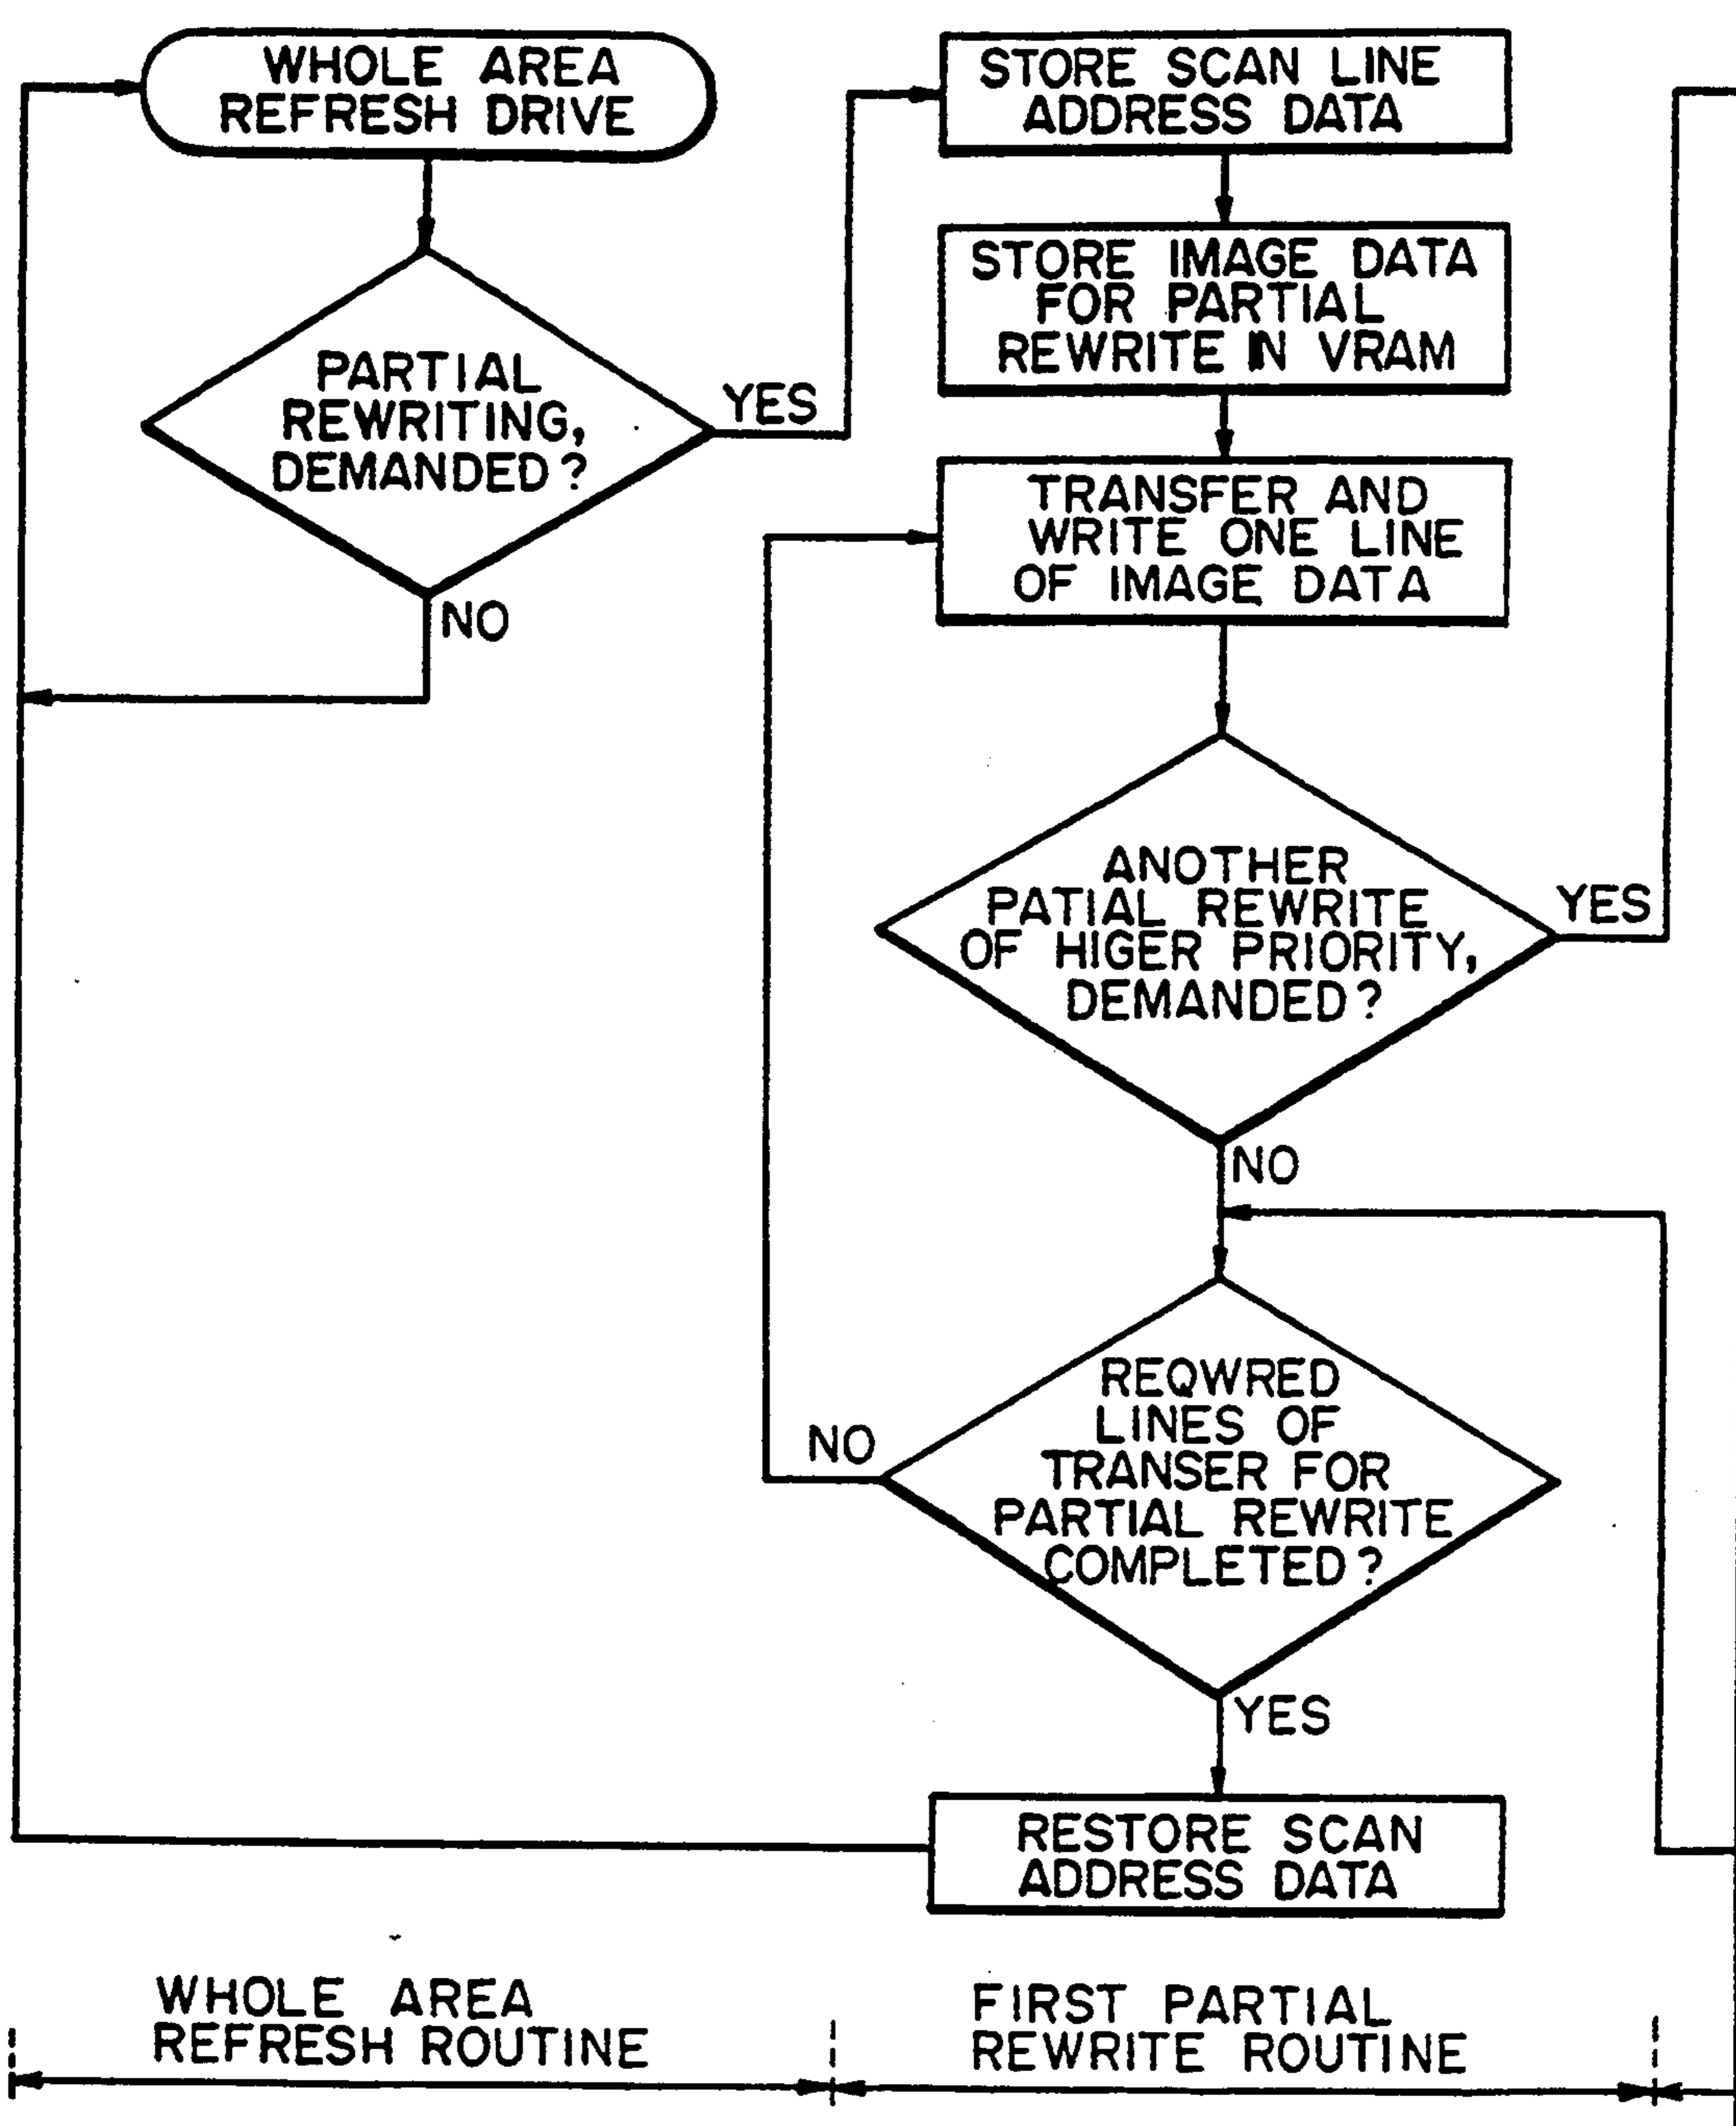 WHOLE AREA
REFRESH DRIVE
PARTIAL
REWRITING,
DEMANDED?
YES
NO
STORE SCAN LINE
ADDRESS DATA
STORE IMAGE DATA
FOR PARTIAL
REWRITE IN VRAM
TRANSFER AND
WRITE ONE LINE
OF IMAGE DATA
ANOTHER
PATIAL REWRITE
OF HIGER PRIORITY,
DEMANDED?
YES
NO
REQWRED
LINES OF
TRANSER FOR
PARTIAL REWRITE
COMPLETED?
NO
YES
RESTORE SCAN
ADDRESS DATA
WHOLE AREA
REFRESH ROUTINE
FIRST PARTIAL
REWRITE ROUTINE